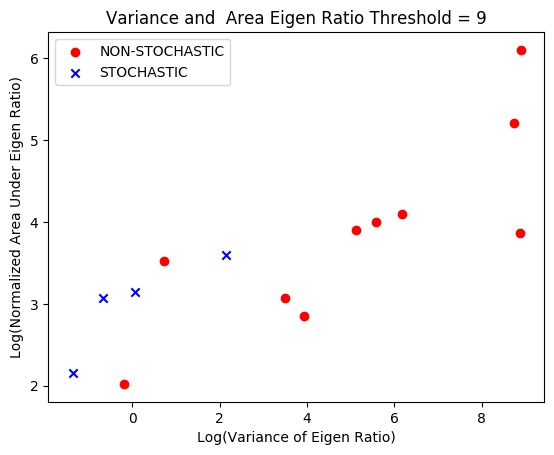 Variance and  Area Eigen Ratio Threshold = 9
NON-STOCHASTIC
STOCHASTIC
Log(Normalized Area Under Eigen Ratio)
6
5
4
3
2
0
2
4
6
8
Log(Variance of Eigen Ratio)